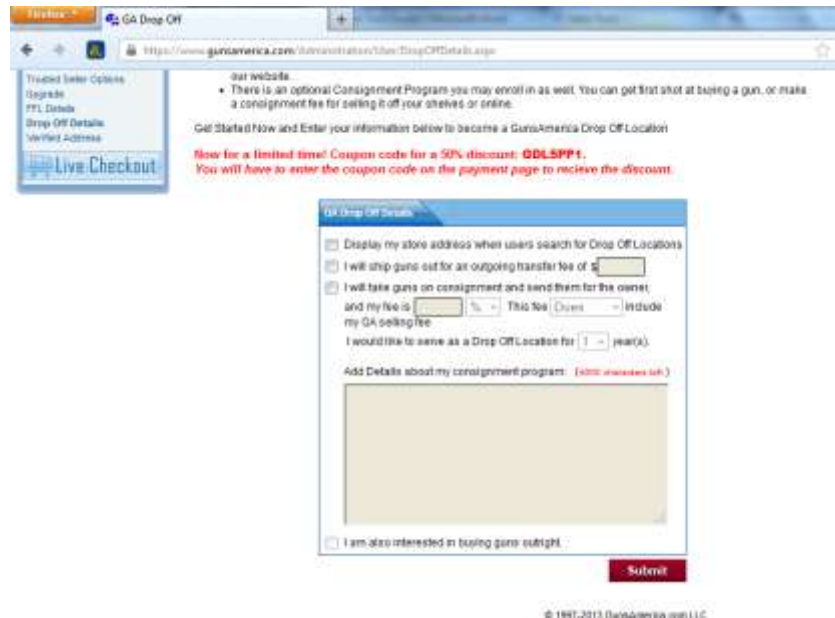 Firefox
GA Drop Off
https://www.gunsamerica.com/Administration/User/DropOffDetails.aspx
Trusted Seller Options
Upgrade
FFL Details
Drop Off Details
Verified Address
Live Checkout
our website.
• There is an optional Consignment Program you may enroll in as well. You can get first shot at buying a gun, or make
a consignment fee for selling it off your shelves or online.
Get Started Now and Enter your information below to become a GunsAmerica Drop Off Location
Now for a limited time! Coupon code for a 50% discount: GDLSPP1.
You will have to enter the coupon code on the payment page to recieve the discount.
GA Drop Off Details
Display my store address when users search for Drop Off Locations
I will ship guns out for an outgoing transfer fee of $
I will take guns on consignment and send them for the owner,
and my fee is % This fee Does include
my GA selling fee
I would like to serve as a Drop Off Location for 1 year(s).
Add Details about my consignment program: (4000 characters left.)
I am also interested in buying guns outright.
Submit
© 1997-2013 GunsAmerica.com LLC